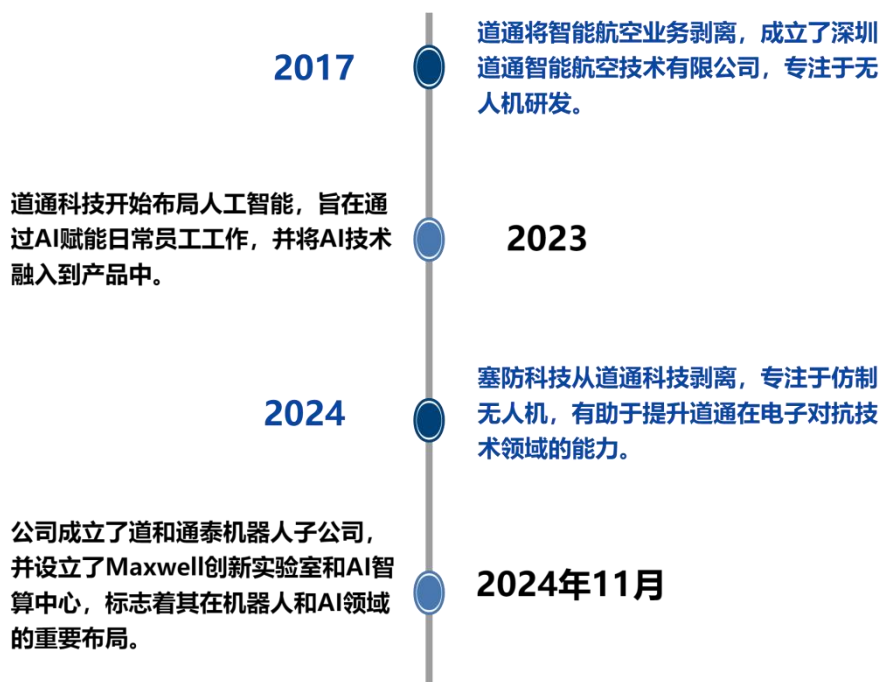 2017
道通将智能航空业务剥离，成立了深圳
道通智能航空技术有限公司，专注于无
人机研发。
道通科技开始布局人工智能，旨在通
过AI赋能日常员工工作，并将AI技术
融入到产品中。
2023
2024
塞防科技从道通科技剥离，专注于仿制
无人机，有助于提升道通在电子对抗技
术领域的能力。
公司成立了道和通泰机器人子公司，
并设立了Maxwell创新实验室和AI智
算中心，标志着其在机器人和AI领域
的重要布局。
2024年11月